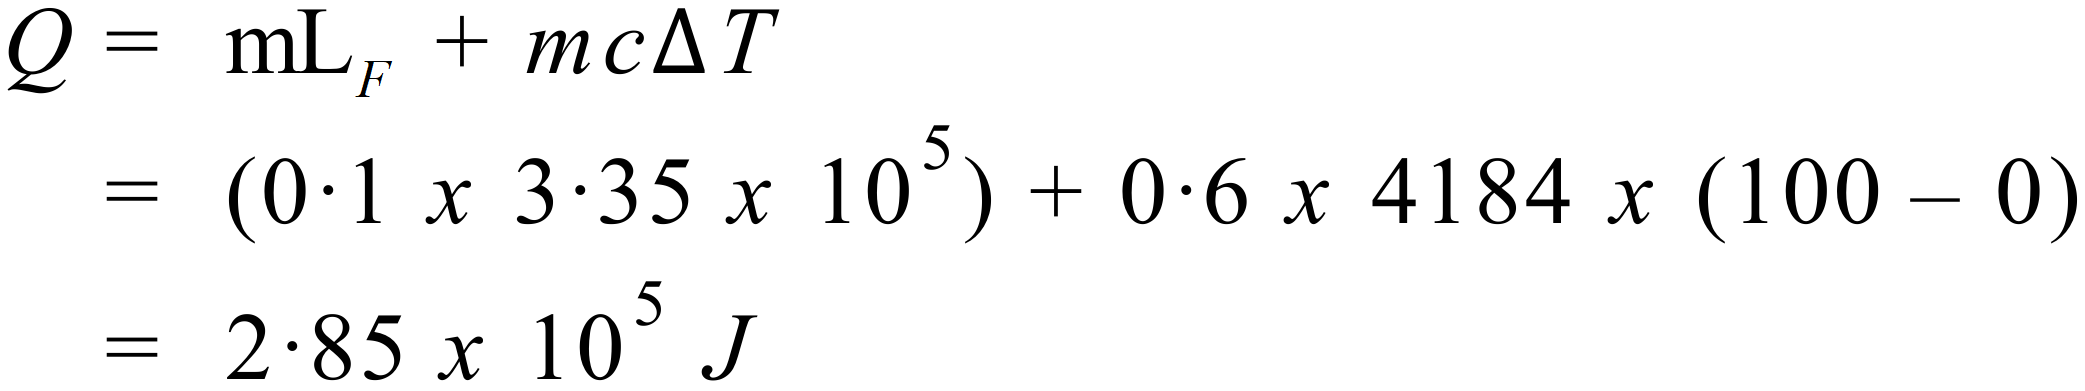 Q = mL_F + mcΔT
= (0·1 x 3·35 x 10^5) + 0·6 x 4184 x (100 – 0)
= 2·85 x 10^5 J